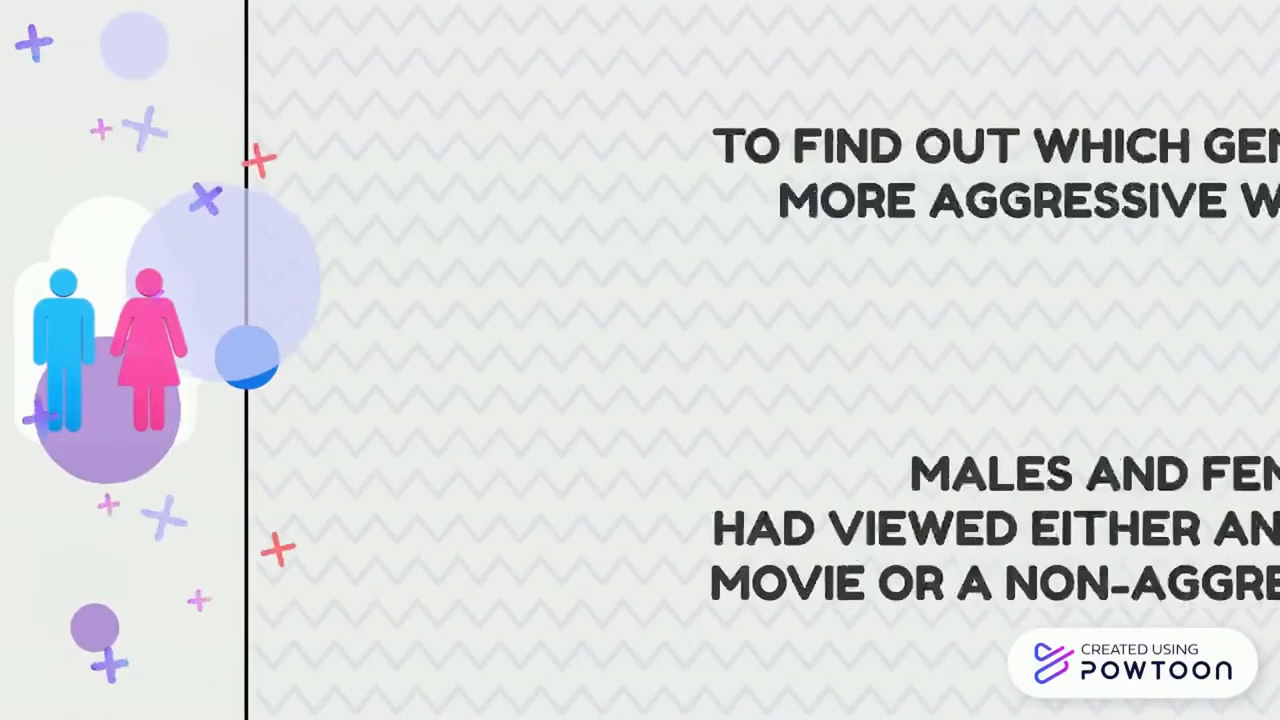 TO FIND OUT WHICH
MORE AGGRESSIVE
MALES AND
HAD VIEWED EITHER
MOVIE OR A
CREATED USING
POWTOON